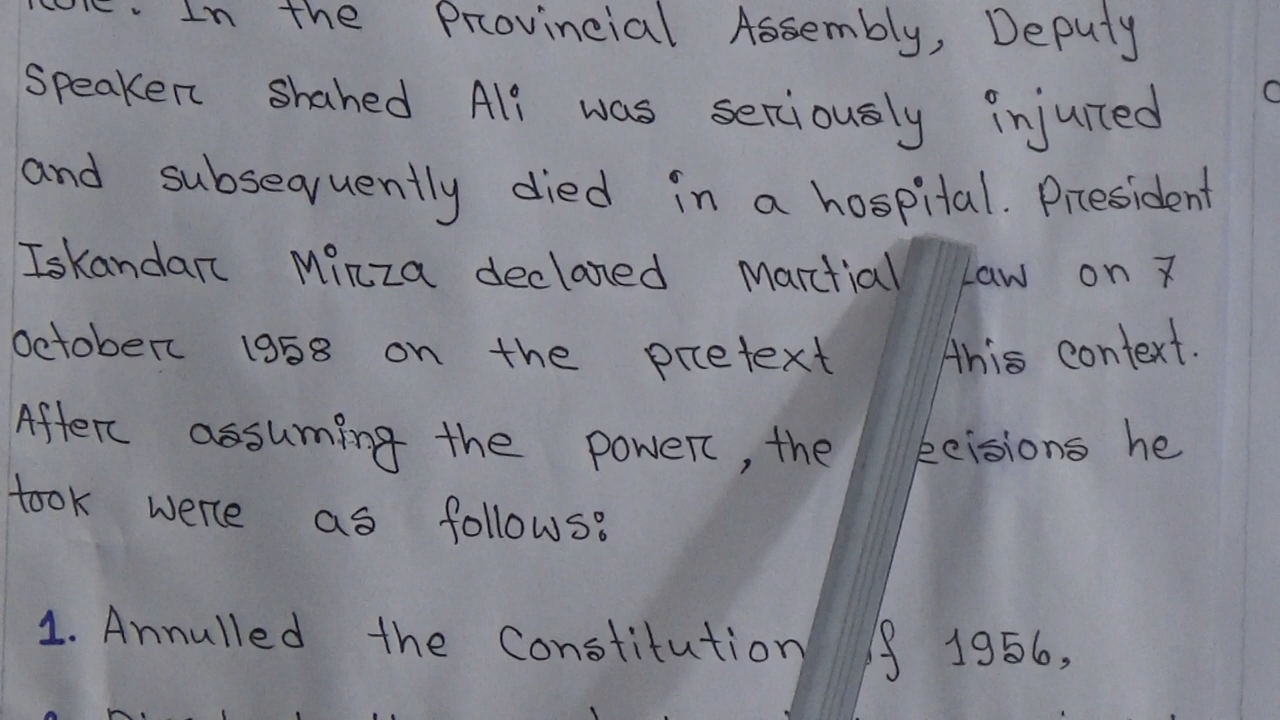 In the Provincial Assembly, Deputy
Speaker shahed Ali was seriously injured
and subsequently died in a hospital. President
Iskandar Mirza declared Martial Law on 7
October 1958 on the pretext this context.
After assuming the power, the ecisions he
took were as follows:
1. Annulled the Constitution of 1956,